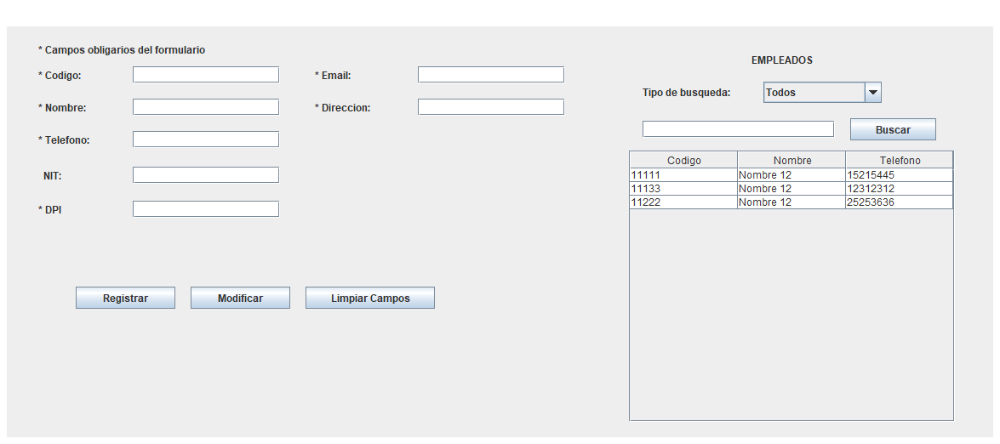 * Campos obligarios del formulario
* Codigo:
* Email:
* Nombre:
* Direccion:
* Telefono:
NIT:
* DPI
Registrar Modificar Limpiar Campos
EMPLEADOS
Tipo de busqueda: Todos
Buscar
Codigo Nombre Telefono
11111 Nombre 12 15215445
11133 Nombre 12 12312312
11222 Nombre 12 25253636